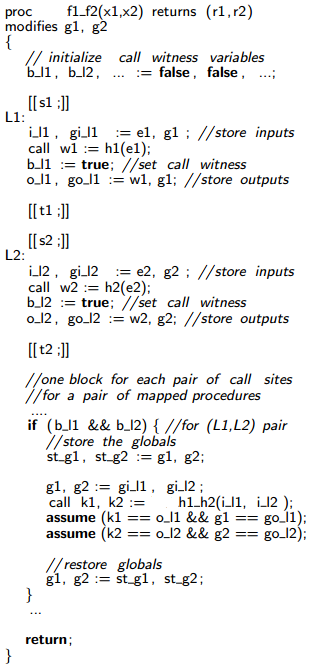 proc f1_f2(x1,x2) returns (r1,r2)
modifies g1, g2
{
// initialize call witness variables
b_l1, b_l2, ... := false, false, ...;
[[s1;]]
L1:
i_l1, gi_l1 := e1, g1 ; //store inputs
call w1 := h1(e1);
b_l1 := true; //set call witness
o_l1, go_l1 := w1, g1; //store outputs
[[t1;]]
[[s2;]]
L2:
i_l2, gi_l2 := e2, g2 ; //store inputs
call w2 := h2(e2);
b_l2 := true; //set call witness
o_l2, go_l2 := w2, g2; //store outputs
[[t2;]]
//one block for each pair of call sites
//for a pair of mapped procedures
....
if (b_l1 && b_l2) { //for (L1,L2) pair
//store the globals
st_g1, st_g2 := g1, g2;
g1, g2 := gi_l1, gi_l2;
call k1, k2 := h1_h2(i_l1, i_l2 );
assume (k1 == o_l1 && g1 == go_l1);
assume (k2 == o_l2 && g2 == go_l2);
//restore globals
g1, g2 := st_g1, st_g2;
}
...
return;
}